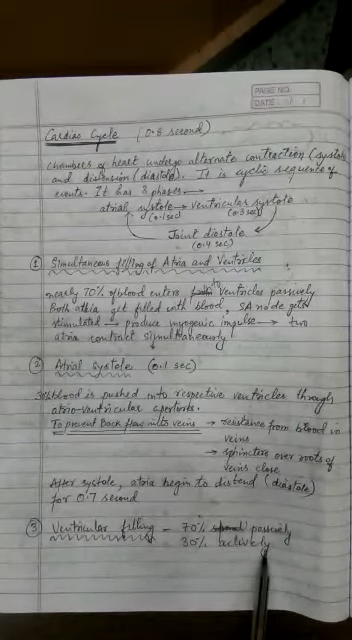 PAGE NO.
DATE
Cardiac Cycle (0.8 second)
Chambers of heart undergo alternate contraction (systole
and distension (diastole). It is cyclic sequence of
events. It has 3 phases—
atrial systole → ventricular systole
(0.1 sec) (0.3 sec)
Joint diastole
(0.4 sec)
① Simultaneous filling of Atria and Ventricles
nearly 70% of blood enters to ventricles passively
Both atria get filled with blood, SA node gets
stimulated → produce myogenic impulse → two
atria contract simultaneously
② Atrial Systole (0.1 sec)
30% blood is pushed into respective ventricles through
atrio-ventricular apertures.
To prevent Back flow into veins → resistance from blood in
veins
→ sphincters over roots of
veins close
After systole, atria begin to distend (diastole)
for 0.7 second
③ Ventricular filling — 70% passively
30% actively